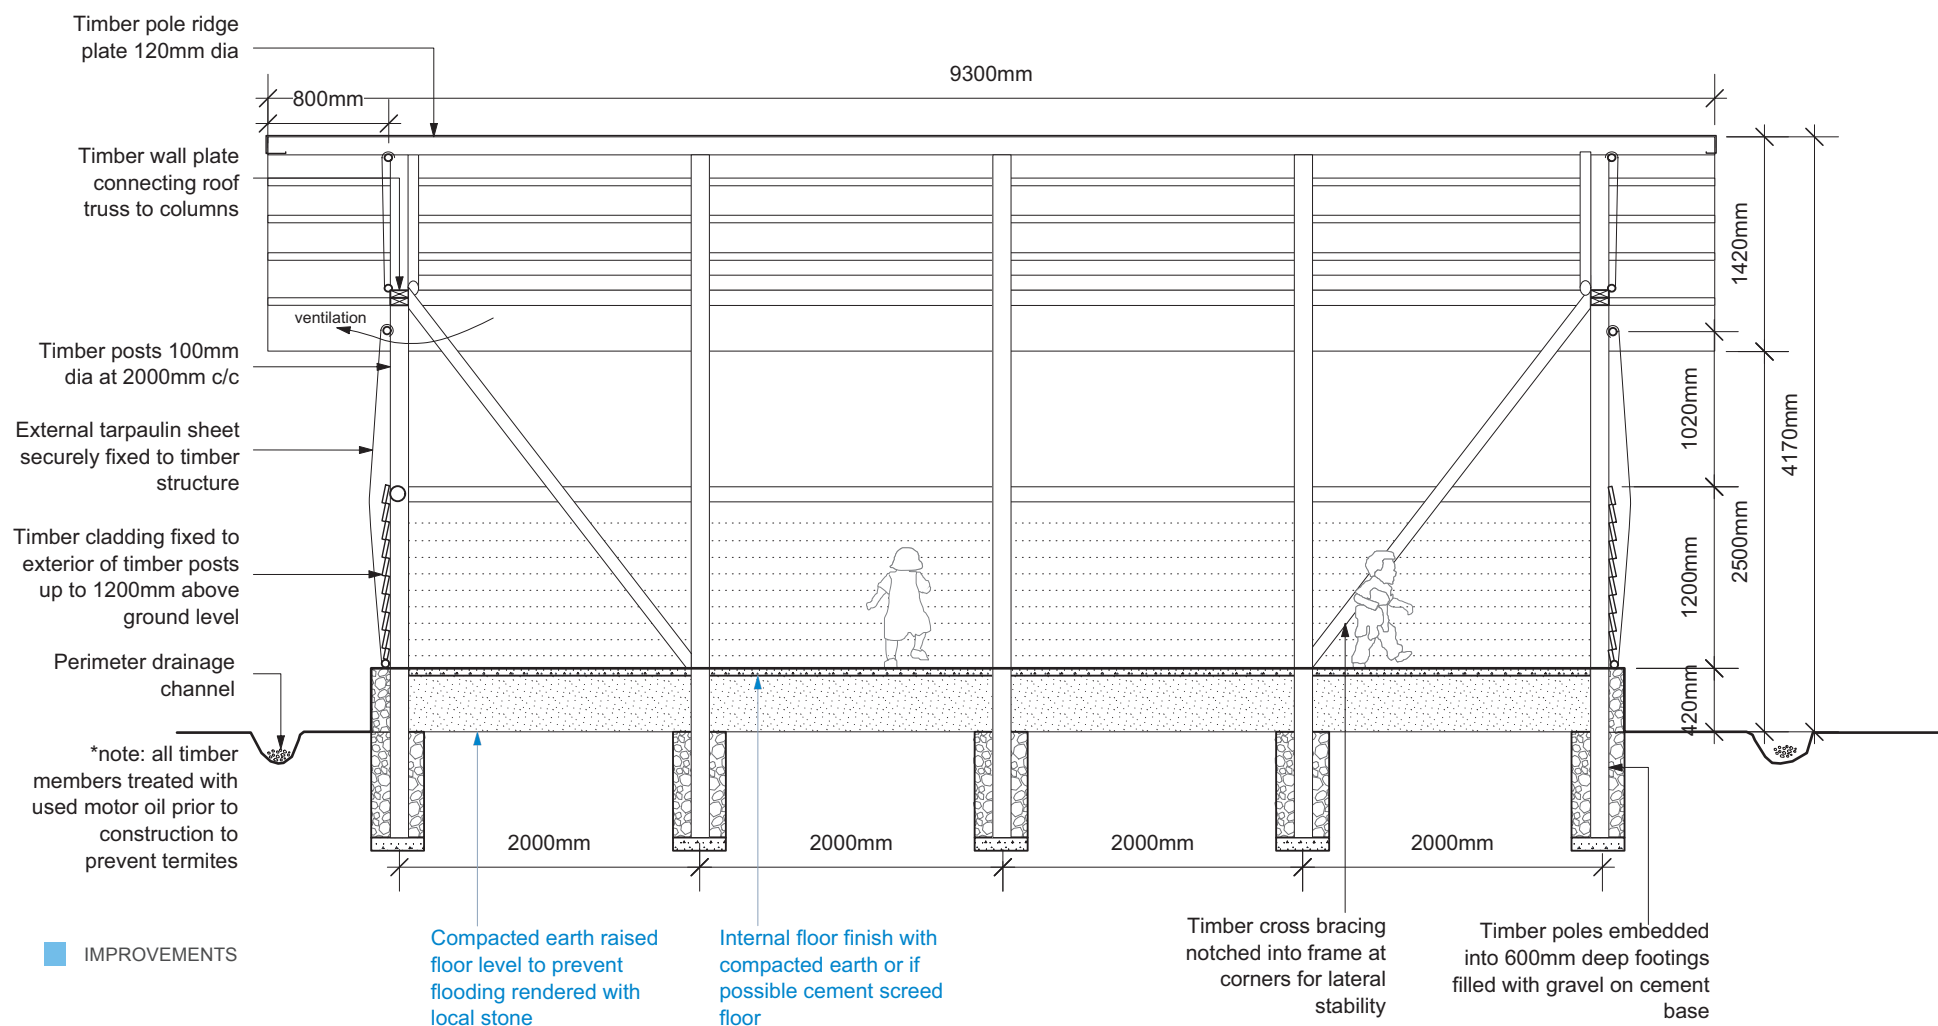 Timber pole ridge
plate 120mm dia
9300mm
800mm
Timber wall plate
connecting roof
truss to columns
1420mm
ventilation
Timber posts 100mm
dia at 2000mm c/c
1020mm
4170mm
External tarpaulin sheet
securely fixed to timber
structure
2500mm
Timber cladding fixed to
exterior of timber posts
up to 1200mm above
ground level
1200mm
Perimeter drainage
channel
420mm
*note: all timber
members treated with
used motor oil prior to
construction to
prevent termites
2000mm
2000mm
2000mm
2000mm
IMPROVEMENTS
Compacted earth raised
floor level to prevent
flooding rendered with
local stone
Internal floor finish with
compacted earth or if
possible cement screed
floor
Timber cross bracing
notched into frame at
corners for lateral
stability
Timber poles embedded
into 600mm deep footings
filled with gravel on cement
base